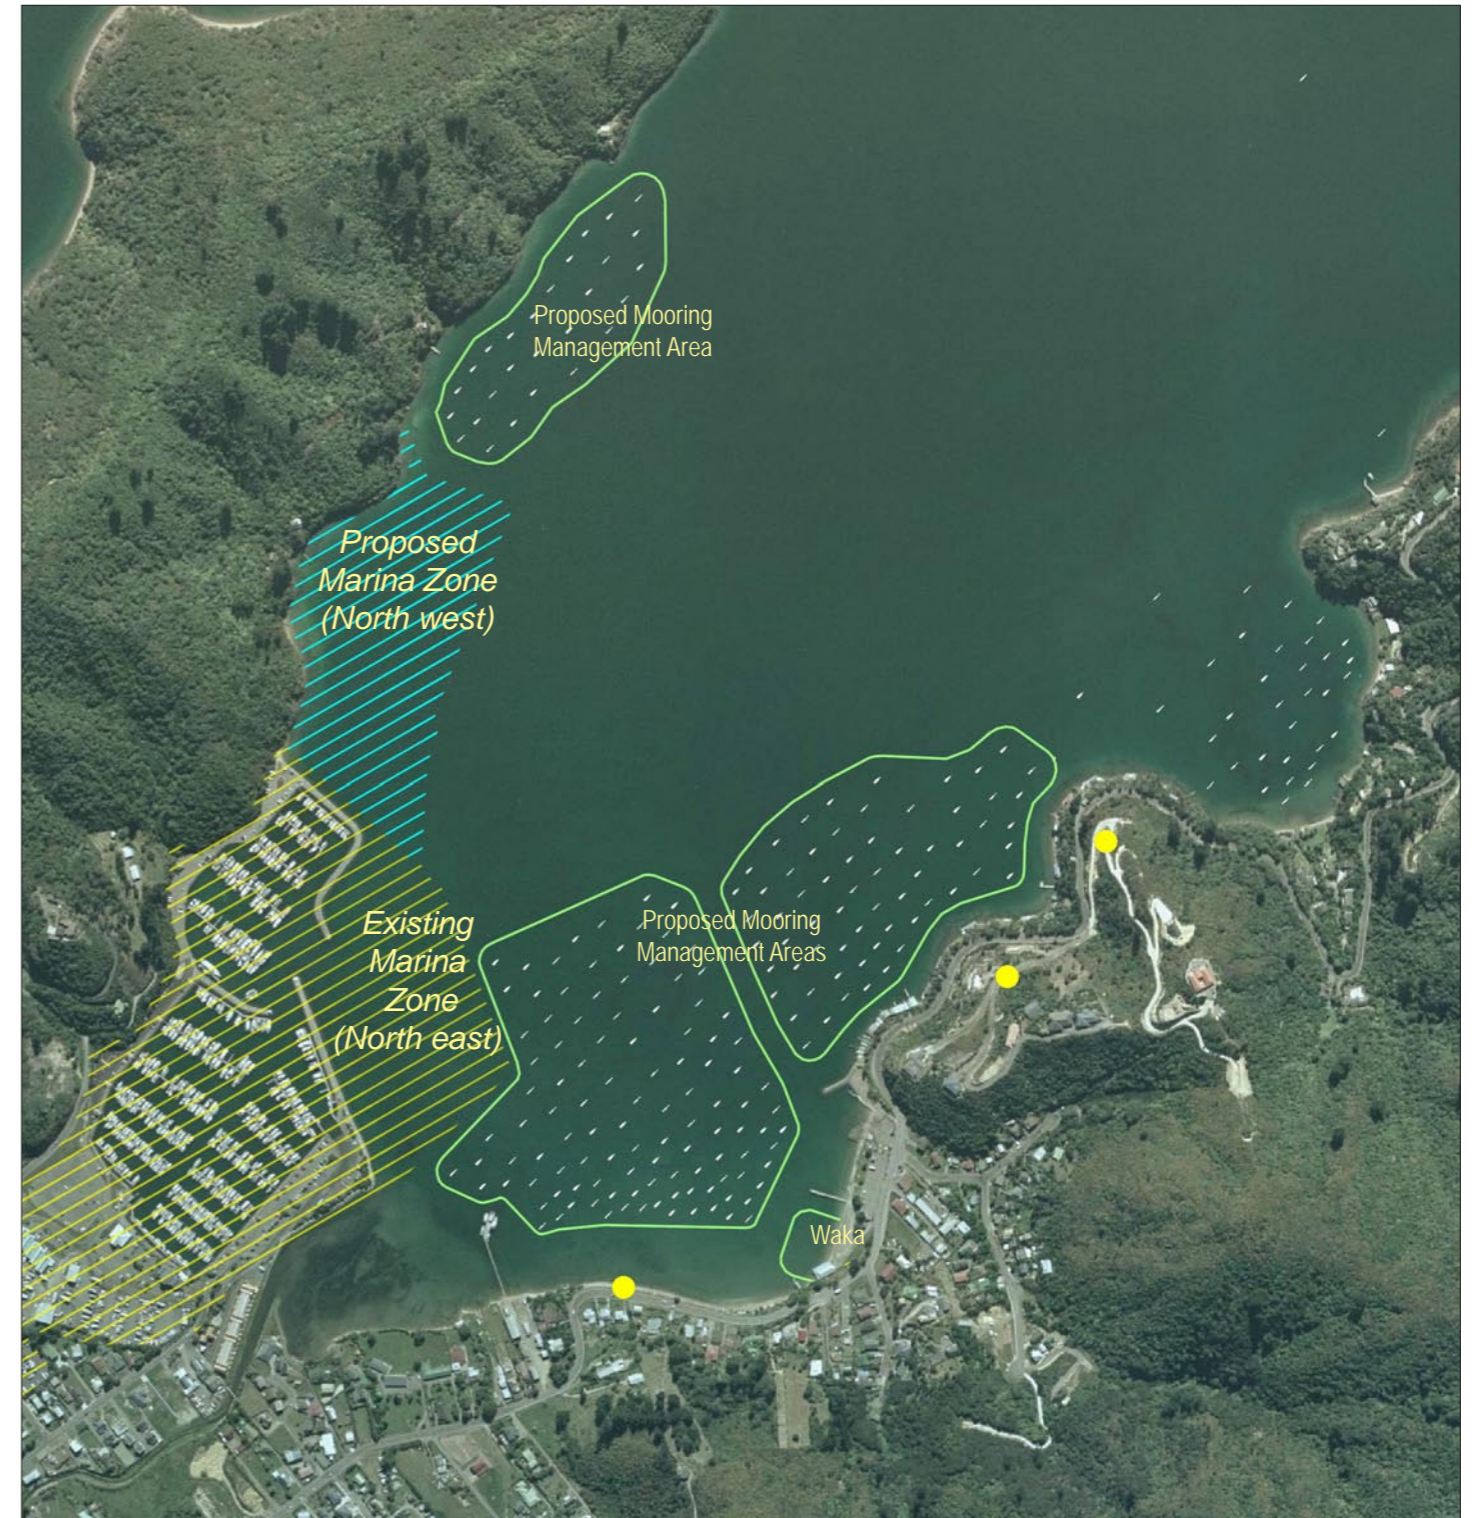 Proposed Mooring
Management Area
Proposed
Marina Zone
(North west)
Existing
Marina
Zone
(North east)
Proposed Mooring
Management Areas
Waka